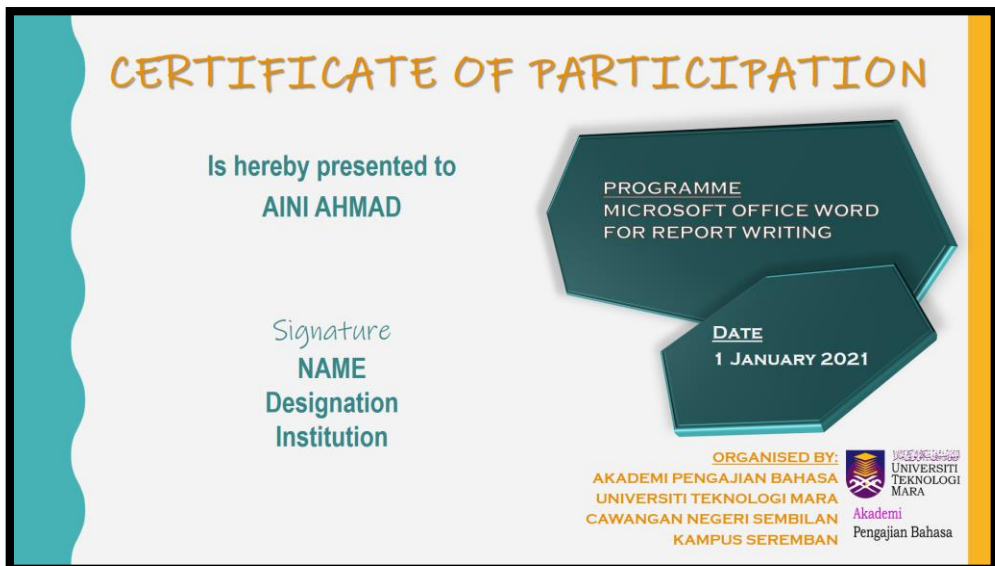 CERTIFICATE OF PARTICIPATION
Is hereby presented to
AINI AHMAD
PROGRAMME
MICROSOFT OFFICE WORD
FOR REPORT WRITING
DATE
1 JANUARY 2021
Signature
NAME
Designation
Institution
ORGANISED BY:
AKADEMI PENGAJIAN BAHASA
UNIVERSITI TEKNOLOGI MARA
CAWANGAN NEGERI SEMBILAN
KAMPUS SEREMBAN
UNIVERSITI
TEKNOLOGI
MARA
Akademi
Pengajian Bahasa